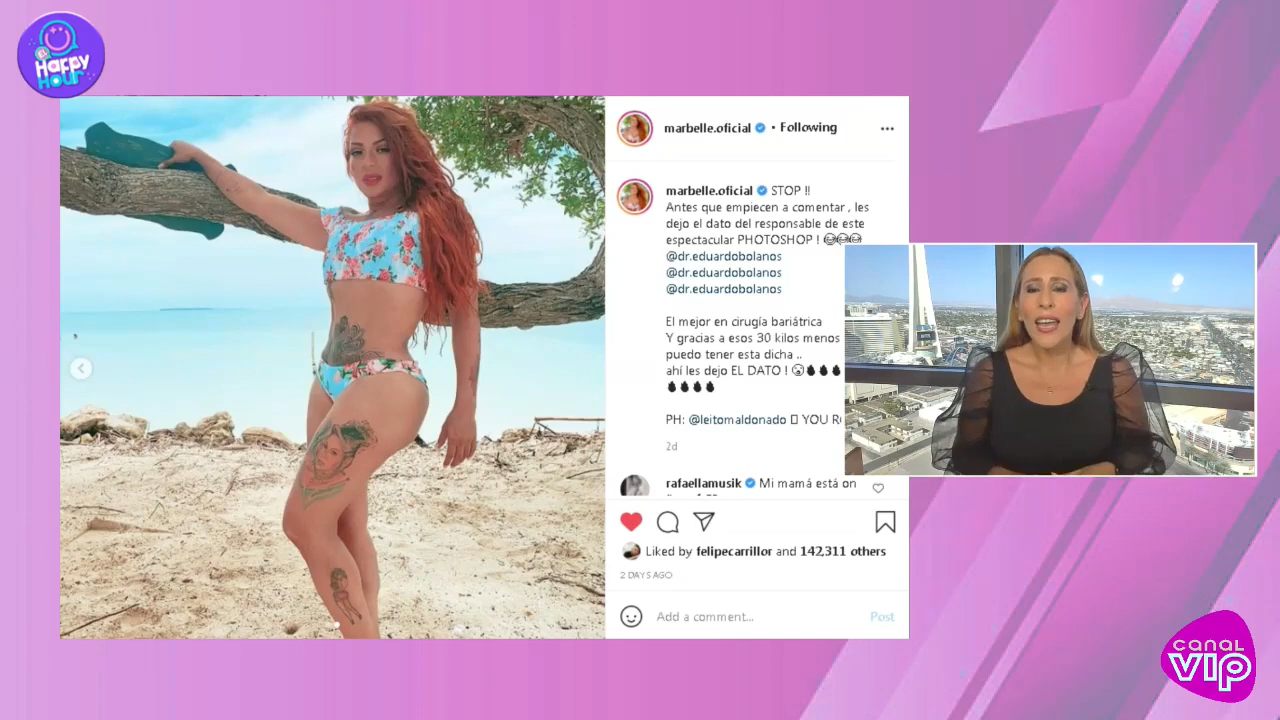 EL
HAPPY
HOUR
marbelle.oficial • Following
marbelle.oficial STOP !!
Antes que empiecen a comentar , les
dejo el dato del responsable de este
espectacular PHOTOSHOP !
@dr.eduardobolanos
@dr.eduardobolanos
@dr.eduardobolanos
El mejor en cirugía bariátrica
Y gracias a esos 30 kilos menos
puedo tener esta dicha ..
ahí les dejo EL DATO !
PH: @leitomaldonado YOU
2d
rafaellamusik Mi mamá está on
Liked by felipecarrillor and 142,311 others
2 DAYS AGO
Add a comment... Post
canal
vip